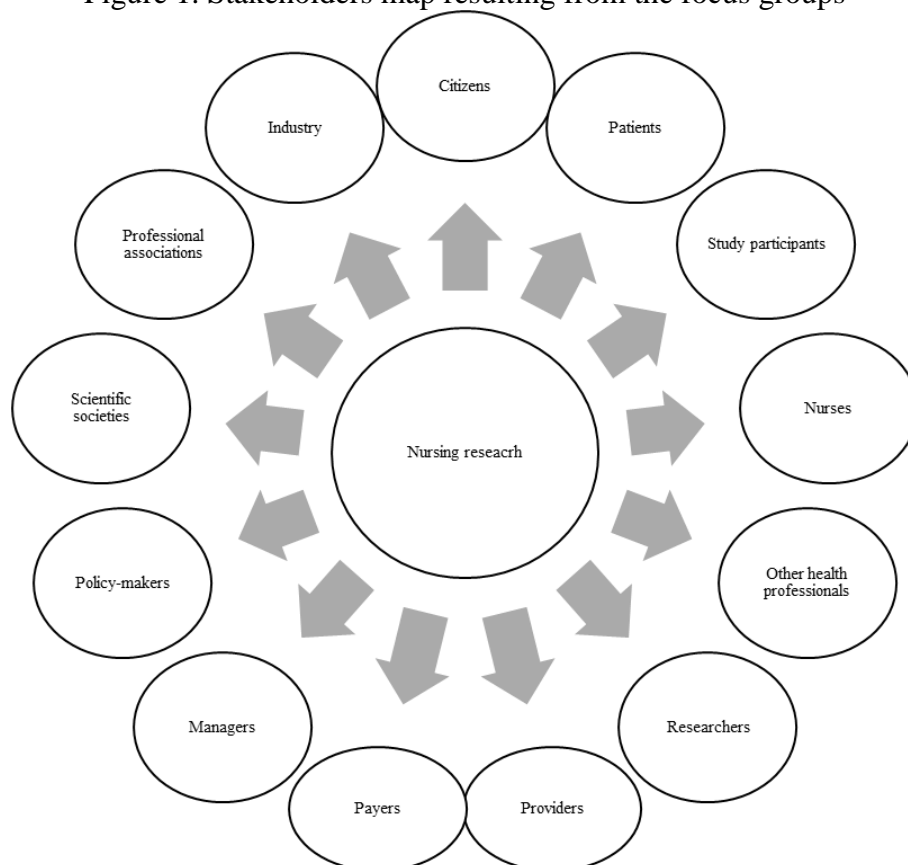 Figure 1. Stakeholders map resulting from the focus groups
Citizens
Industry
Patients
Professional
associations
Study participants
Scientific
societies
Nurses
Nursing reseacrh
Policy-makers
Other health
professionals
Managers
Researchers
Payers
Providers